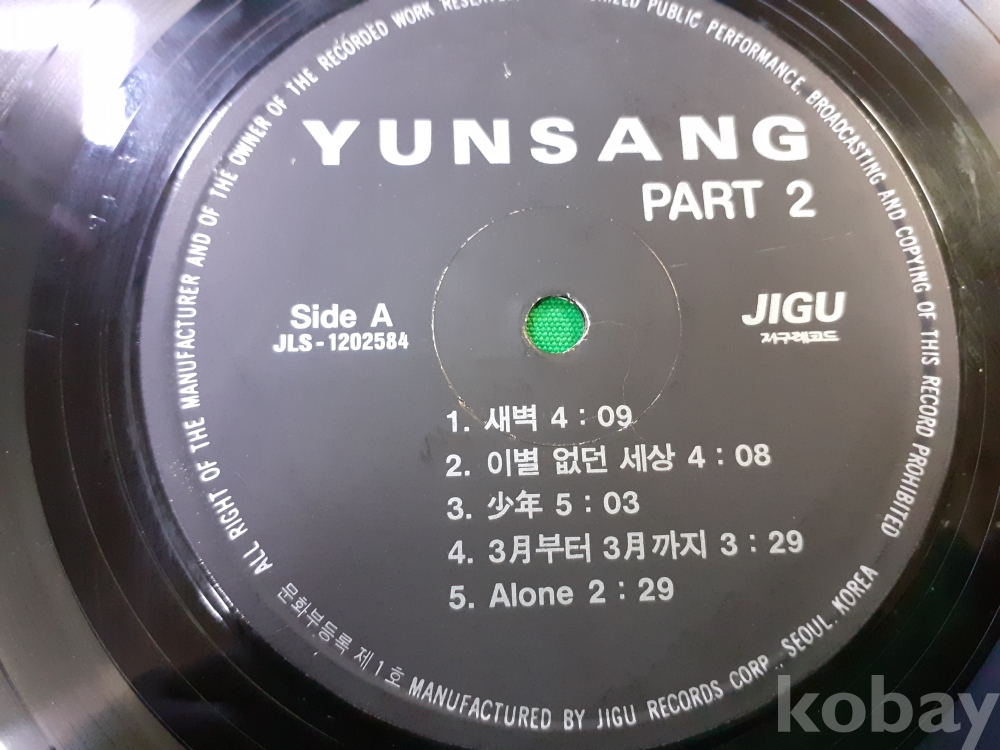 ALL RIGHT OF THE MANUFACTURER AND OF THE OWNER OF THE RECORDED WORK PUBLIC PERFORMANCE, BROADCASTING AND COPYING OF THIS RECORD PROHIBITED
YUNSANG
PART 2
Side A
JLS-1202584
JIGU
지구레코드
1. 새벽 4 : 09
2. 이별 없던 세상 4 : 08
3. 少年 5 : 03
4. 3月부터 3月까지 3 : 29
5. Alone 2 : 29
문화부등록 제1호 MANUFACTURED BY JIGU RECORDS CORP., SEOUL. KOREA
kobay